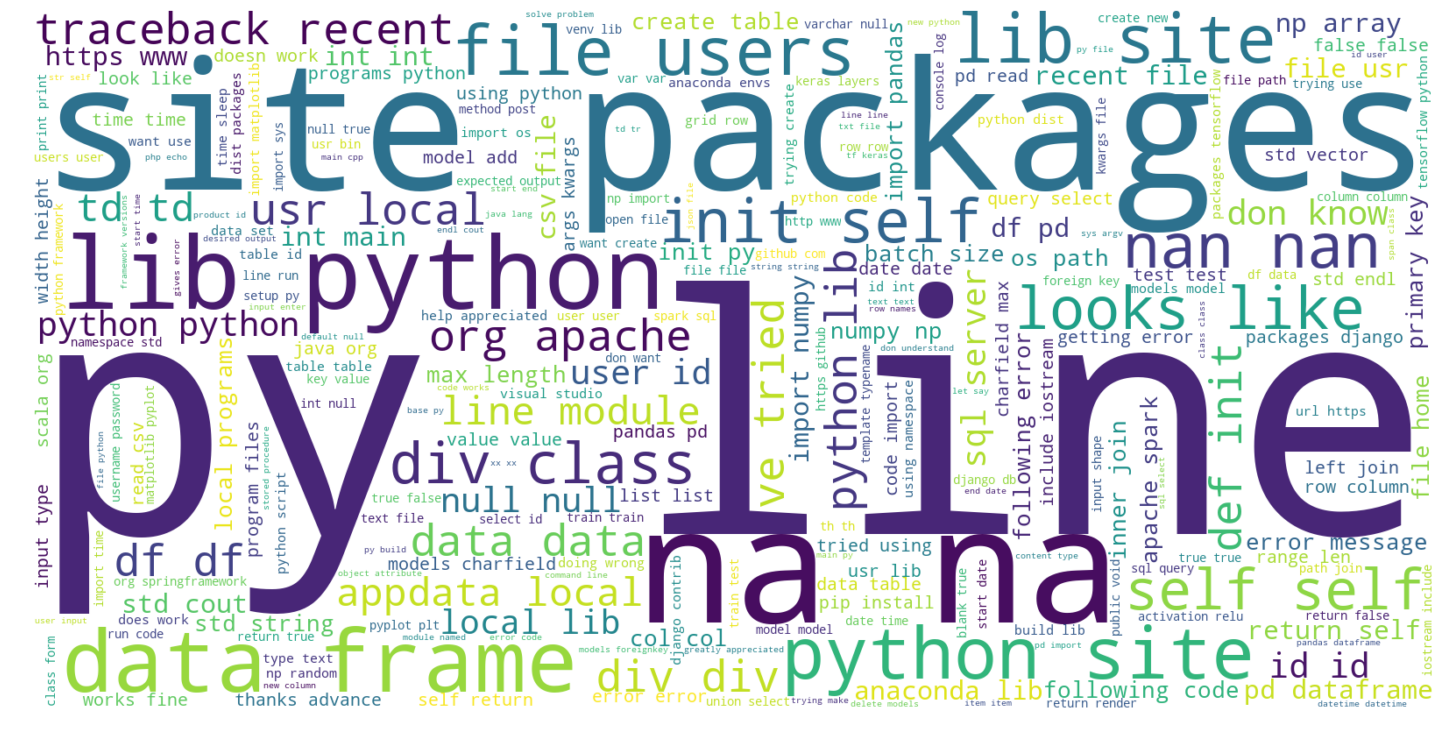 traceback recent
file users
solve problem
venv lib
create table
varchar null
lib site
create new
new python
np array
https www
doesn work
int int
py file
false false
id user
str self
look like
programs python
var var
anaconda envs
keras layers
console log
pd read
recent file
file path
file usr
trying use
site packages
print print
time time
want use
users user
php echo
time sleep
dist packages
import matplotlib
import sys
null true
usr bin
main cpp
using python
method post
import os
model add
expected output
start end
csv file
args kwargs
td tr
grid row
line line
txt file
row row
tf keras
trying create
import pandas
python dist
kwargs file
std vector
packages tensorflow
tensorflow python
width height
python framework
td td
product id
data set
desired output
framework versions
start time
gives error
usr local
int main
table id
line run
setup py
input enter
java lang
endl cout
np import
open file
want create
init self
json file
python code
http www
query select
df pd
sys argv
column column
don know
span class
primary key
lib python
init py
github com
file file
string string
batch size
date date
id int
text text
row names
os path
nan nan
test test
models model
foreign key
df data
std endl
python python
namespace std
help appreciated
user user
spark sql
default null
org apache
java org
table table
key value
int null
don want
max length
user id
code works
visual studio
base py
line module
ve tried
import numpy
https github
python lib
numpy np
don understand
template typename
code import
using namespace
let say
sql server
django db
end date
charfield max
following error
include iostream
looks like
getting error
class class
packages django
input shape
url https
scala org
username password
file python
matplotlib pyplot
read csv
local programs
program files
stored procedure
python script
value value
pandas pd
div class
xx xx
true false
null null
list list
text file
select id
train train
py line
inner join
apache spark
sql select
def init
left join
row column
file home
input type
df df
import time
org springframework
py build
data data
models charfield
doing wrong
object attribute
command line
na na
th th
tried using
main py
usr lib
content type
public void
sql query
true true
error message
range len
path join
std cout
std string
user input
does work
run code
return true
appdata local
pyplot plt
module named
error code
local lib
col col
models foreignkey
greatly appreciated
django contrib
train test
data table
pip install
date time
model model
blank true
start date
build lib
pd import
self self
activation relu
return false
return self
pandas dataframe
iostream include
class form
data frame
type text
np random
new column
works fine
thanks advance
self return
div div
error error
union select
trying make
python site
anaconda lib
delete models
item item
following code
return render
id id
pd dataframe
datetime datetime